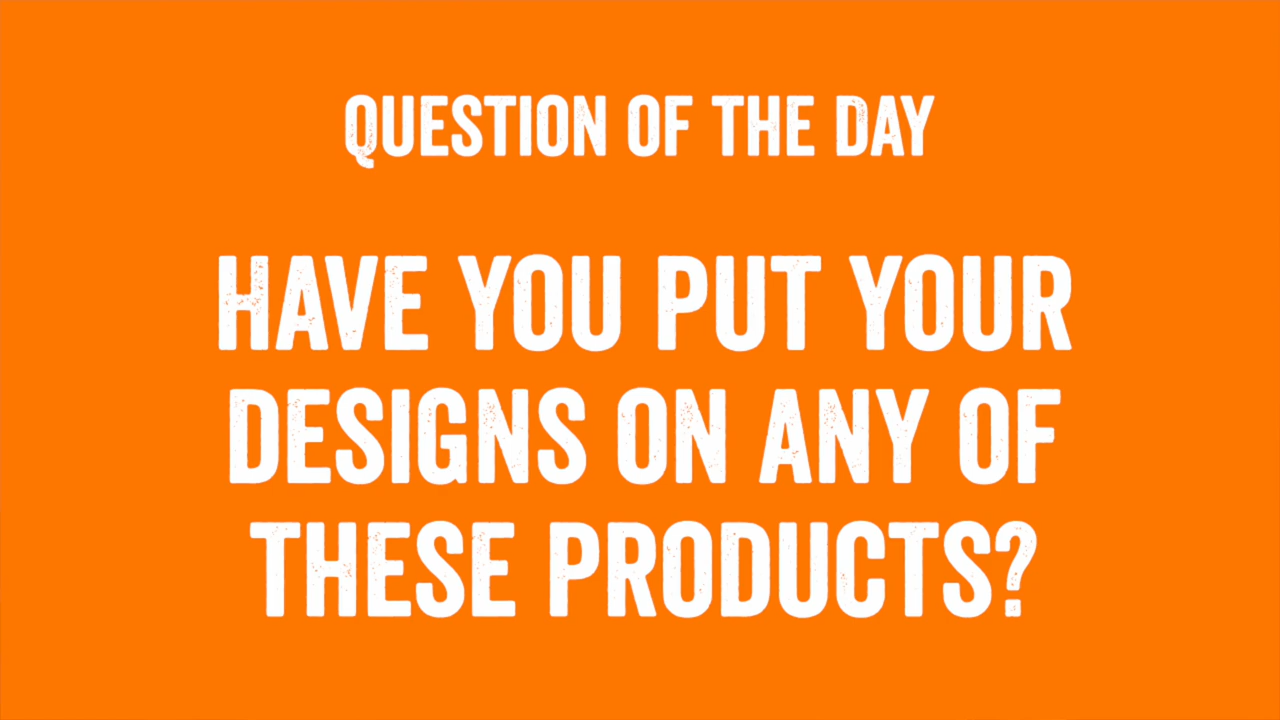 QUESTION OF THE DAY
HAVE YOU PUT YOUR
DESIGNS ON ANY OF
THESE PRODUCTS?